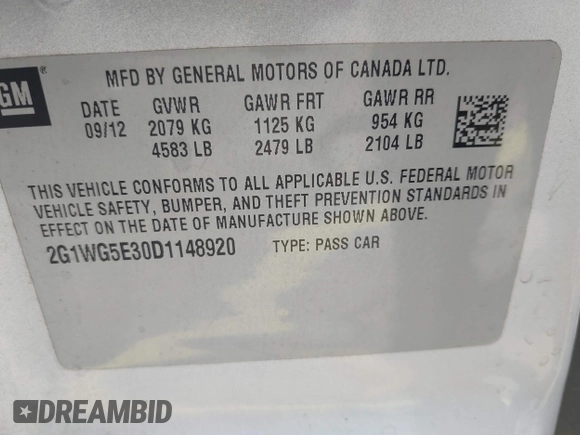 GM ®
MFD BY GENERAL MOTORS OF CANADA LTD.
DATE GVWR GAWR FRT GAWR RR
09/12 2079 KG 1125 KG 954 KG
4583 LB 2479 LB 2104 LB
THIS VEHICLE CONFORMS TO ALL APPLICABLE U.S. FEDERAL MOTOR
VEHICLE SAFETY, BUMPER, AND THEFT PREVENTION STANDARDS IN
EFFECT ON THE DATE OF MANUFACTURE SHOWN ABOVE.
2G1WG5E30D1148920 TYPE: PASS CAR
DREAMBID